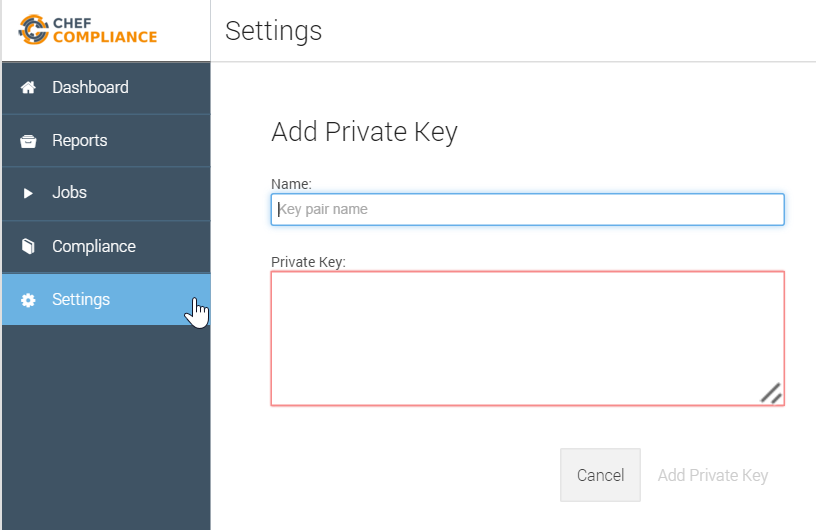 CHEF
COMPLIANCE
Settings
Dashboard
Reports
Jobs
Compliance
Settings
Add Private Key
Name:
Key pair name
Private Key:
Cancel
Add Private Key